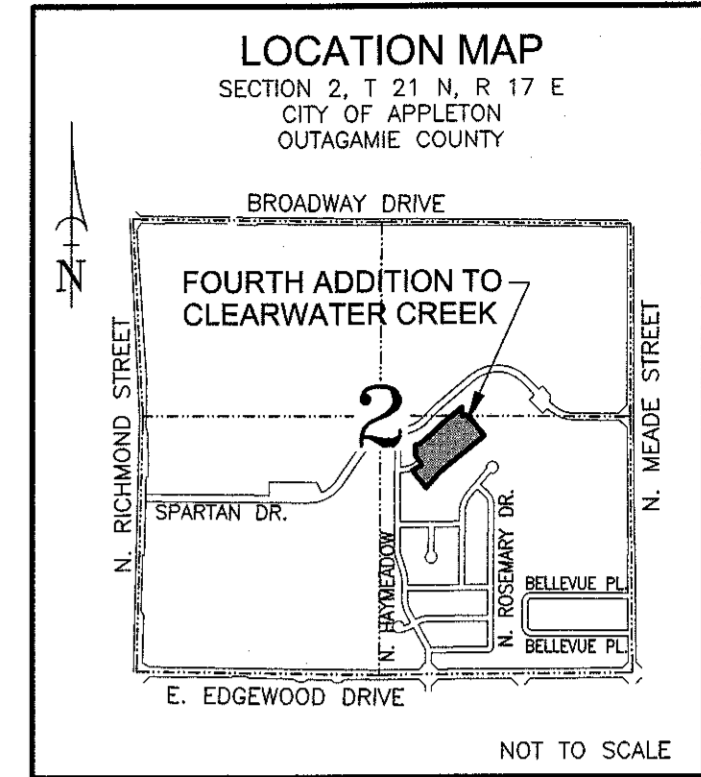 LOCATION MAP
SECTION 2, T 21 N, R 17 E
CITY OF APPLETON
OUTAGAMIE COUNTY
N
BROADWAY DRIVE
FOURTH ADDITION TO
CLEARWATER CREEK
N. RICHMOND STREET
N. MEADE STREET
2
SPARTAN DR.
N. HAYMEADOW
N. ROSEMARY DR.
BELLEVUE PL.
BELLEVUE PL.
E. EDGEWOOD DRIVE
NOT TO SCALE